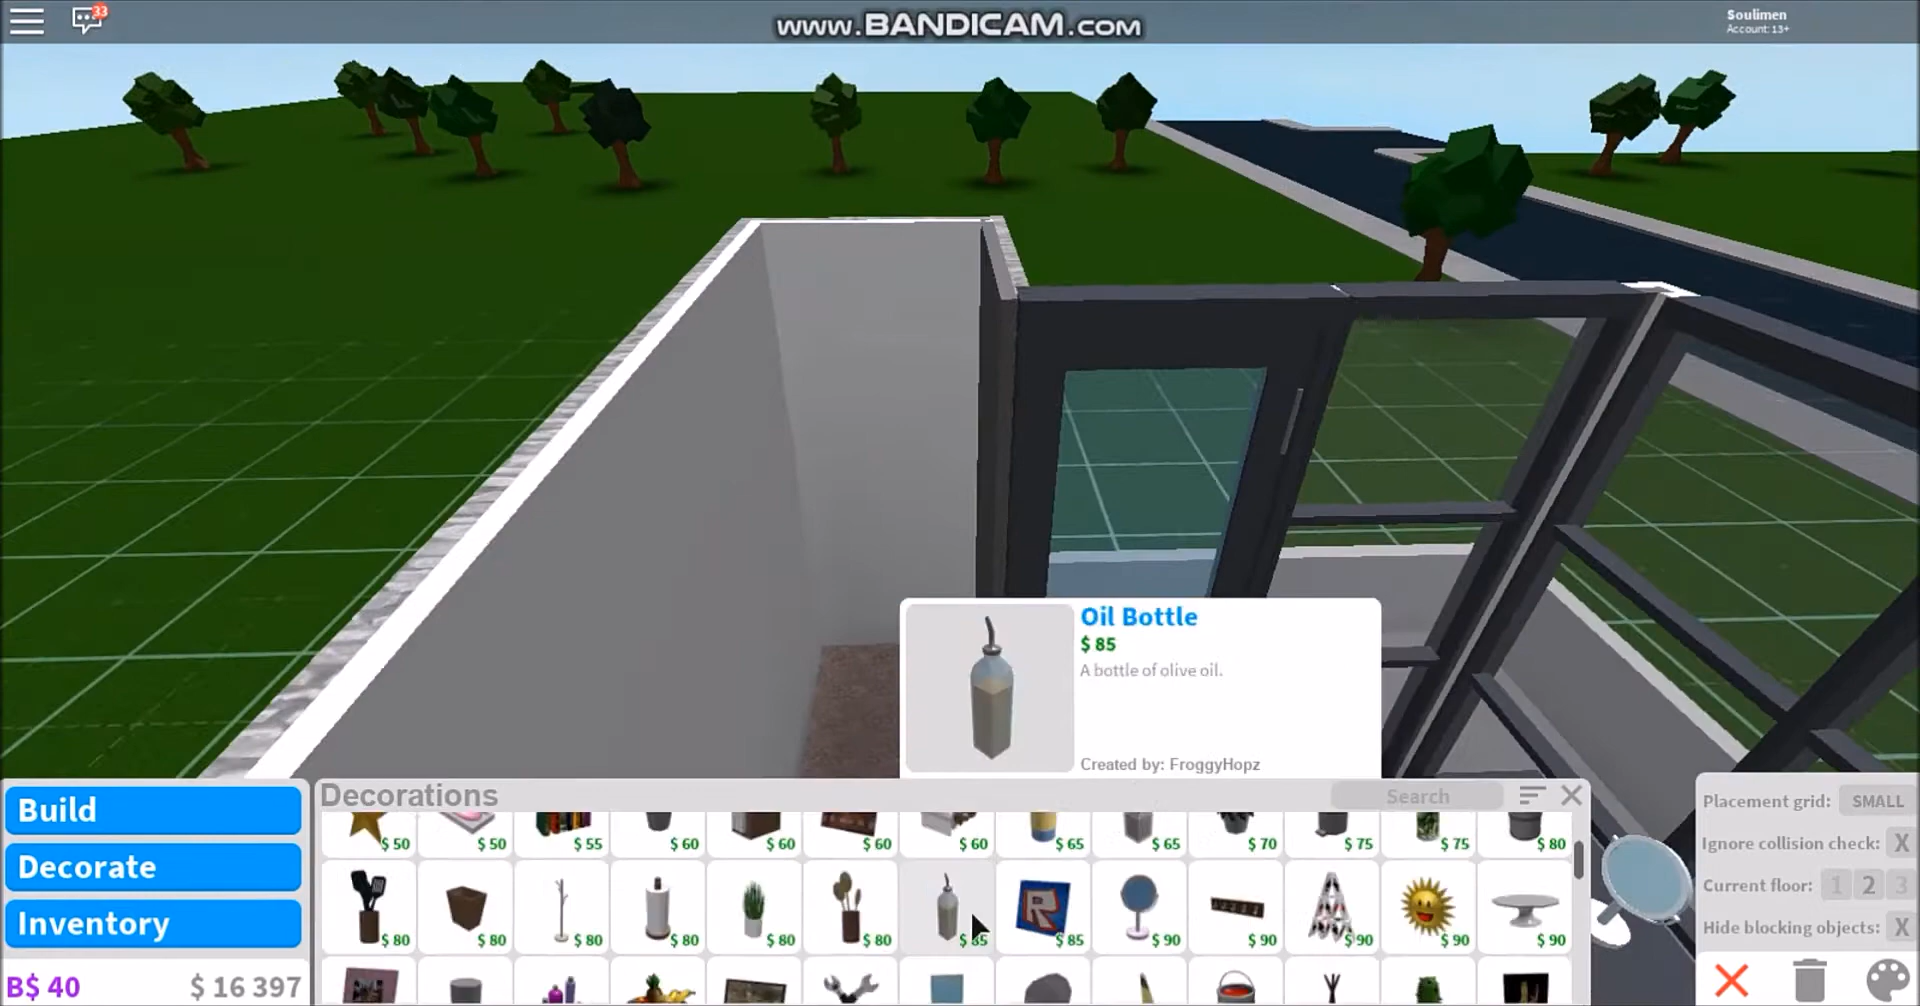 33
www.BANDICAM.com
Soulimen
Account: 13+
Oil Bottle
$ 85
A bottle of olive oil.
Created by: FroggyHopz
Build
Decorate
Inventory
B$ 40
$ 16 397
Decorations
Search
$ 50 $ 50 $ 55 $ 60 $ 60 $ 60 $ 60 $ 65 $ 65 $ 70 $ 75 $ 75 $ 80
$ 80 $ 80 $ 80 $ 80 $ 80 $ 80 $ 85 $ 85 $ 90 $ 90 $ 90 $ 90 $ 90
Placement grid: SMALL
Ignore collision check: X
Current floor: 1 2 3
Hide blocking objects: X